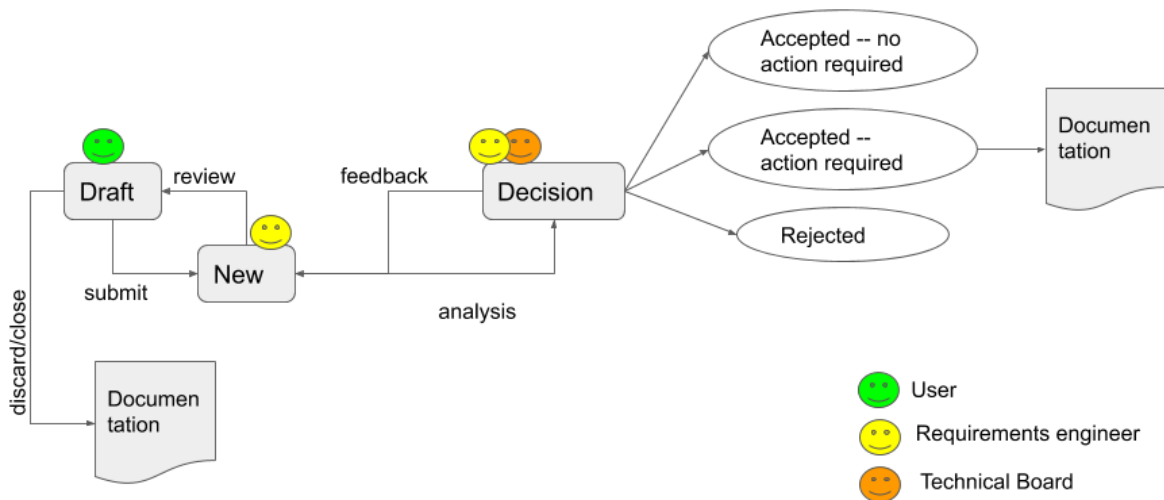 Accepted -- no
action required
Documen
tation
Accepted --
action required
review
feedback
Draft
Decision
Rejected
New
submit
analysis
discard/close
Documen
tation
User
Requirements engineer
Technical Board